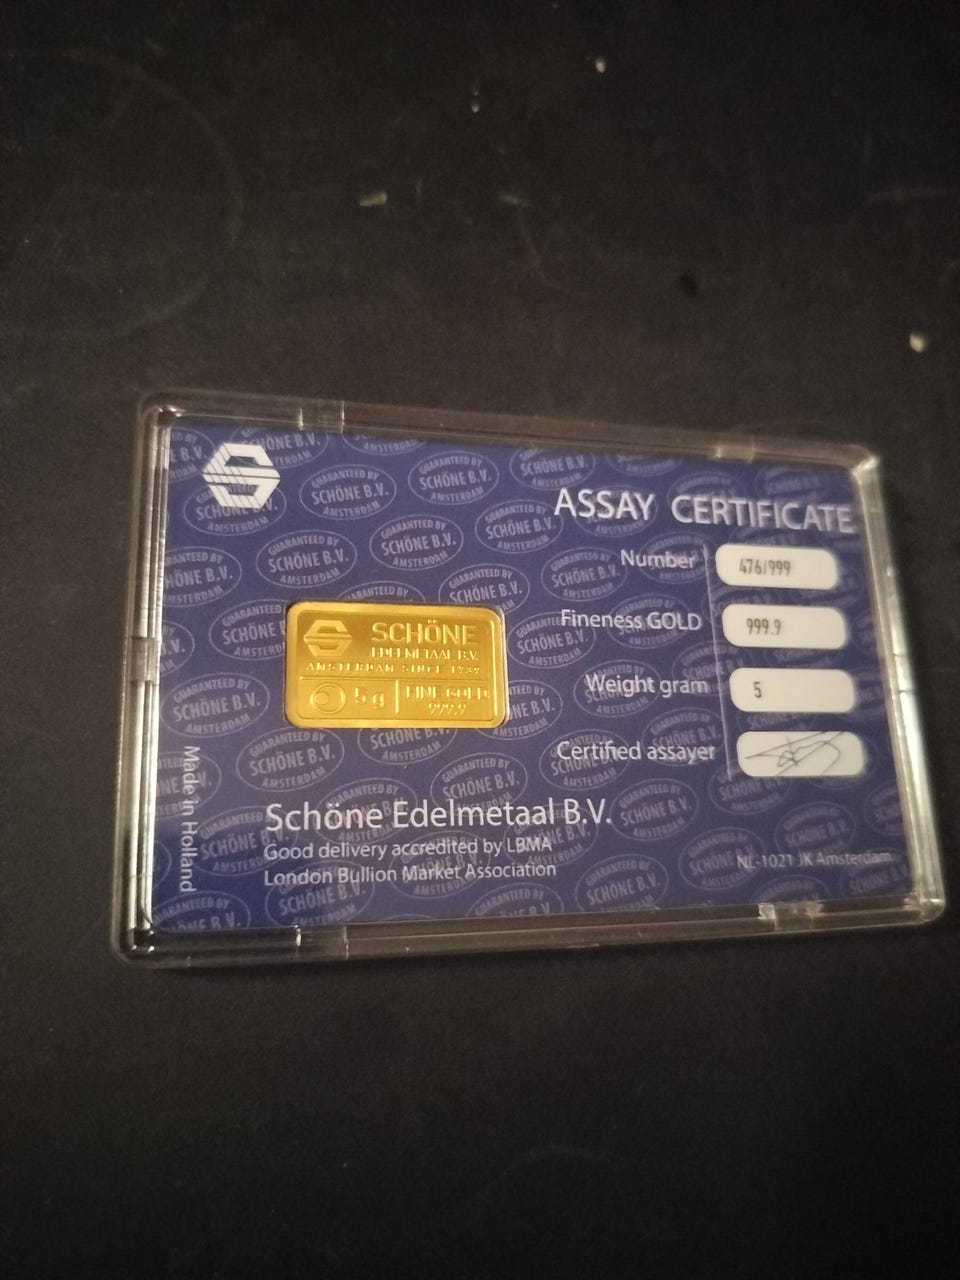 ASSAY CERTIFICATE
Number 476/999
Fineness GOLD 999.9
Weight gram 5
Certified assayer
SCHÖNE
EDELMETAAL B.V.
AMSTERDAM SINCE
5 g FINE GOLD
999.9
Schöne Edelmetaal B.V.
Good delivery accredited by LBMA
London Bullion Market Association
NL-1021 JK Amsterdam
Made in Holland
GUARANTEED BY
SCHÖNE B.V.
AMSTERDAM